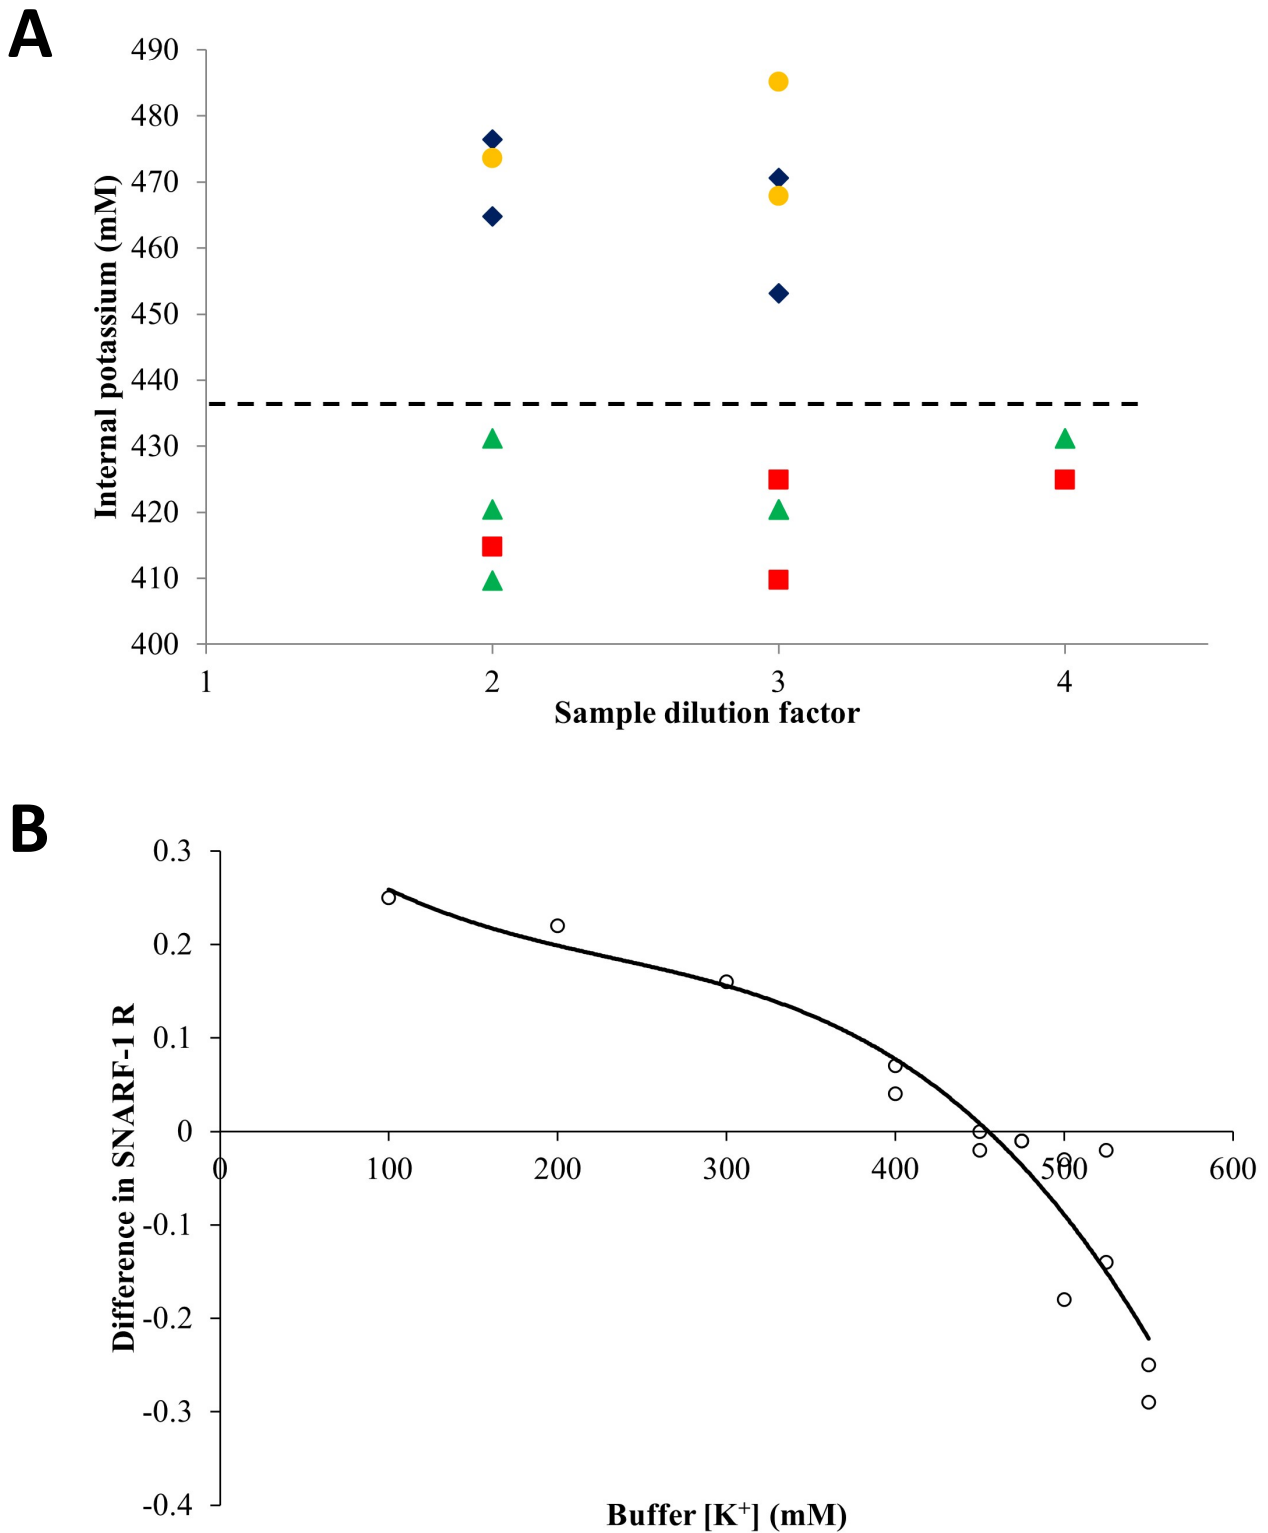 A
490
480
470
460
450
440
430
420
410
400
Internal potassium (mM)
1 2 3 4
Sample dilution factor
B
0.3
0.2
0.1
0
-0.1
-0.2
-0.3
-0.4
Difference in SNARF-1 R
0 100 200 300 400 500 600
Buffer [K⁺] (mM)